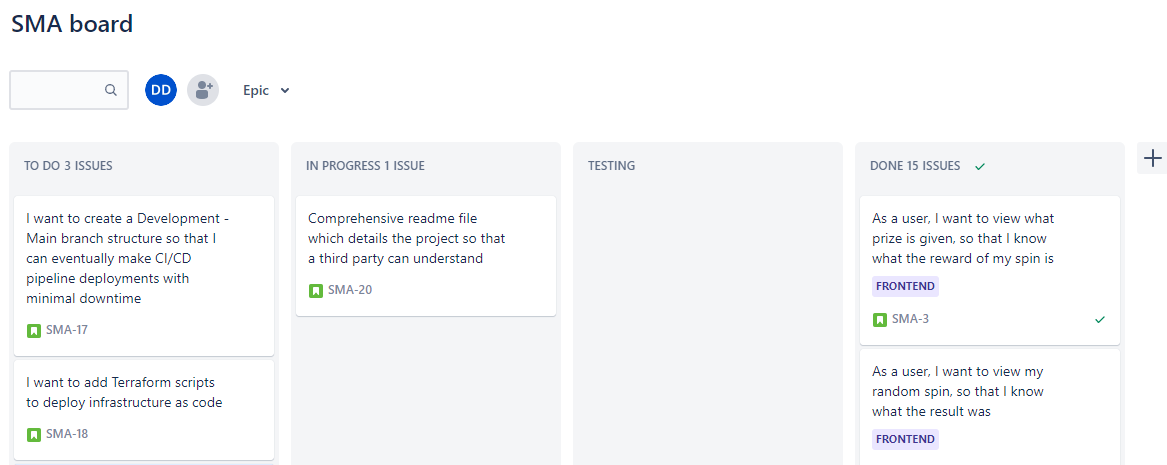 SMA board
DD
Epic
TO DO 3 ISSUES
I want to create a Development -
Main branch structure so that I
can eventually make CI/CD
pipeline deployments with
minimal downtime
SMA-17
I want to add Terraform scripts
to deploy infrastructure as code
SMA-18
IN PROGRESS 1 ISSUE
Comprehensive readme file
which details the project so that
a third party can understand
SMA-20
TESTING
DONE 15 ISSUES
As a user, I want to view what
prize is given, so that I know
what the reward of my spin is
FRONTEND
SMA-3
As a user, I want to view my
random spin, so that I know
what the result was
FRONTEND